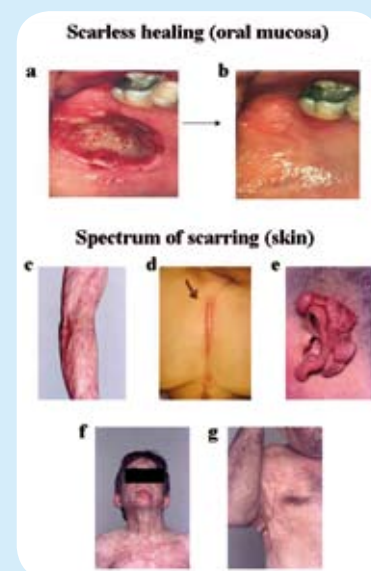 Scarless healing (oral mucosa)
a
b
Spectrum of scarring (skin)
c
d
e
f
g